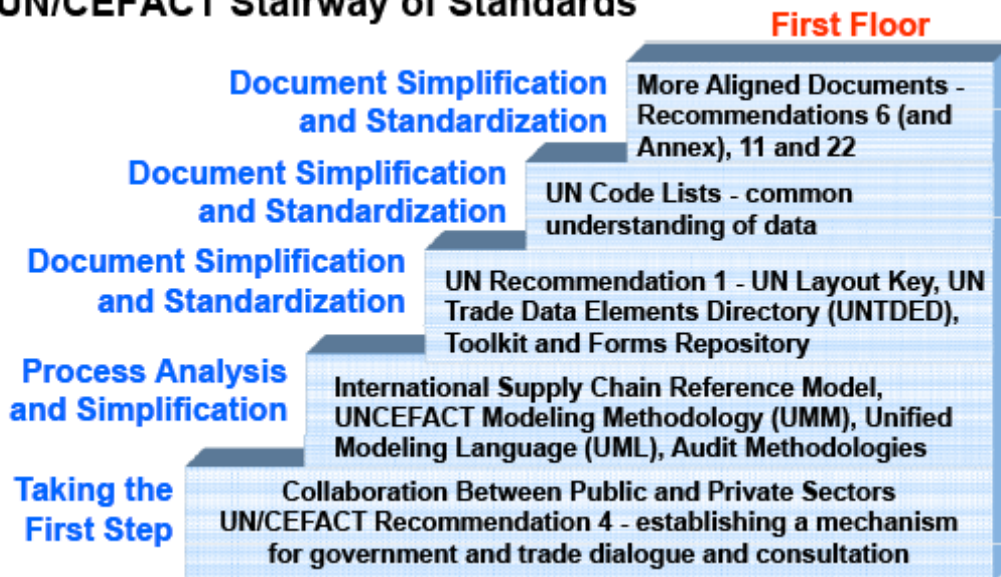 UN/CEFACT Stairway of Standards
First Floor
Document Simplification
and Standardization
More Aligned Documents -
Recommendations 6 (and
Annex), 11 and 22
Document Simplification
and Standardization
UN Code Lists - common
understanding of data
Document Simplification
and Standardization
UN Recommendation 1 - UN Layout Key, UN
Trade Data Elements Directory (UNTDED),
Toolkit and Forms Repository
Process Analysis
and Simplification
International Supply Chain Reference Model,
UNCEFACT Modeling Methodology (UMM), Unified
Modeling Language (UML), Audit Methodologies
Taking the
First Step
Collaboration Between Public and Private Sectors
UN/CEFACT Recommendation 4 - establishing a mechanism
for government and trade dialogue and consultation